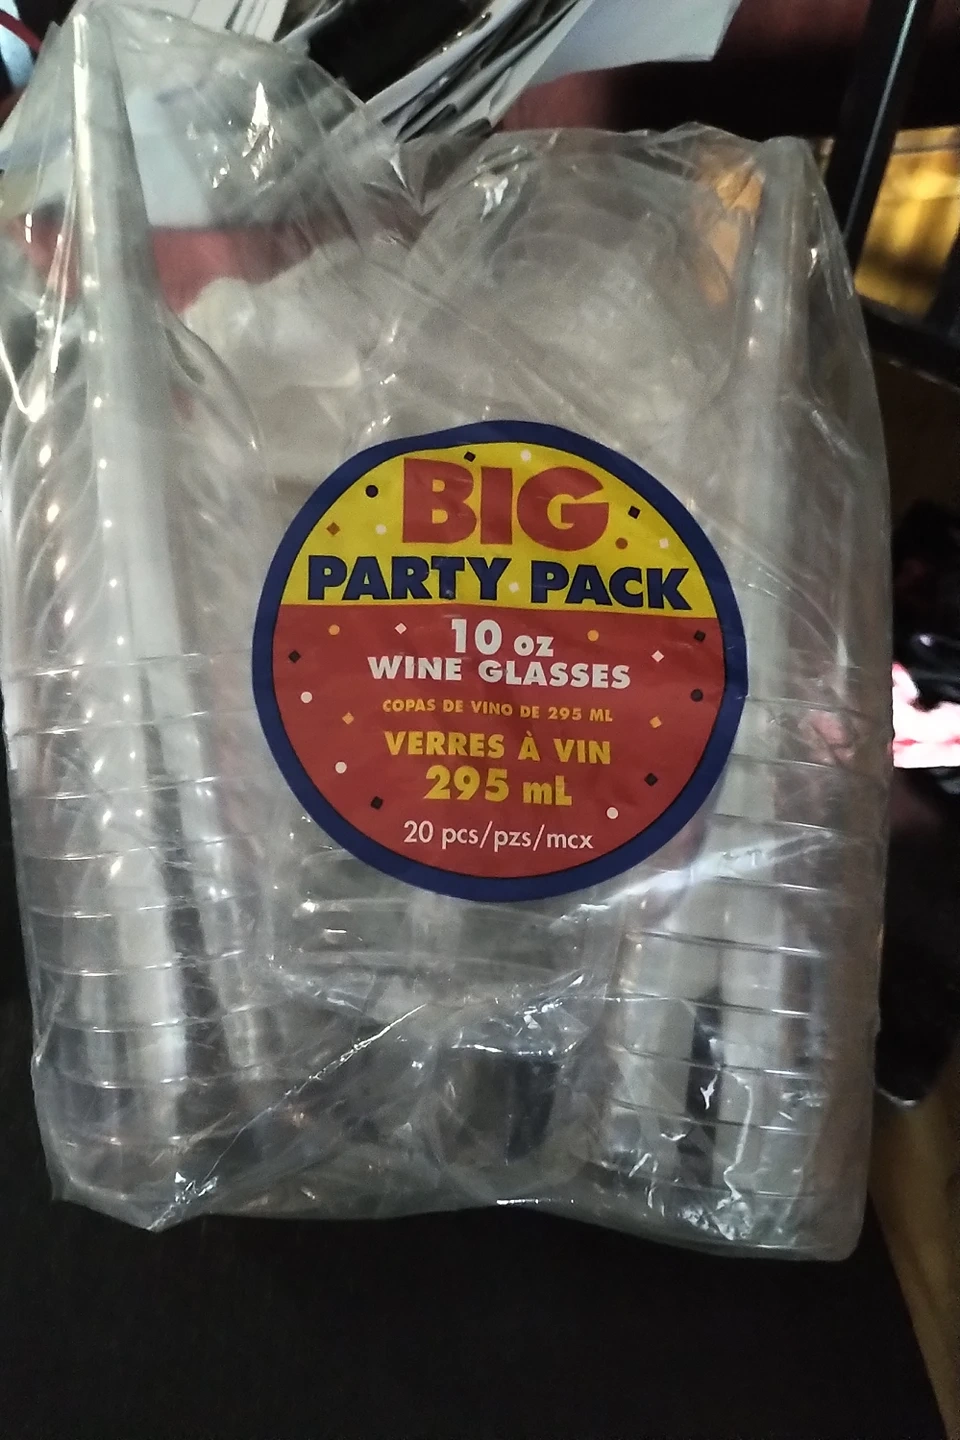 BIG
PARTY PACK
10 oz
WINE GLASSES
COPAS DE VINO DE 295 ML
VERRES À VIN
295 mL
20 pcs/pzs/mcx